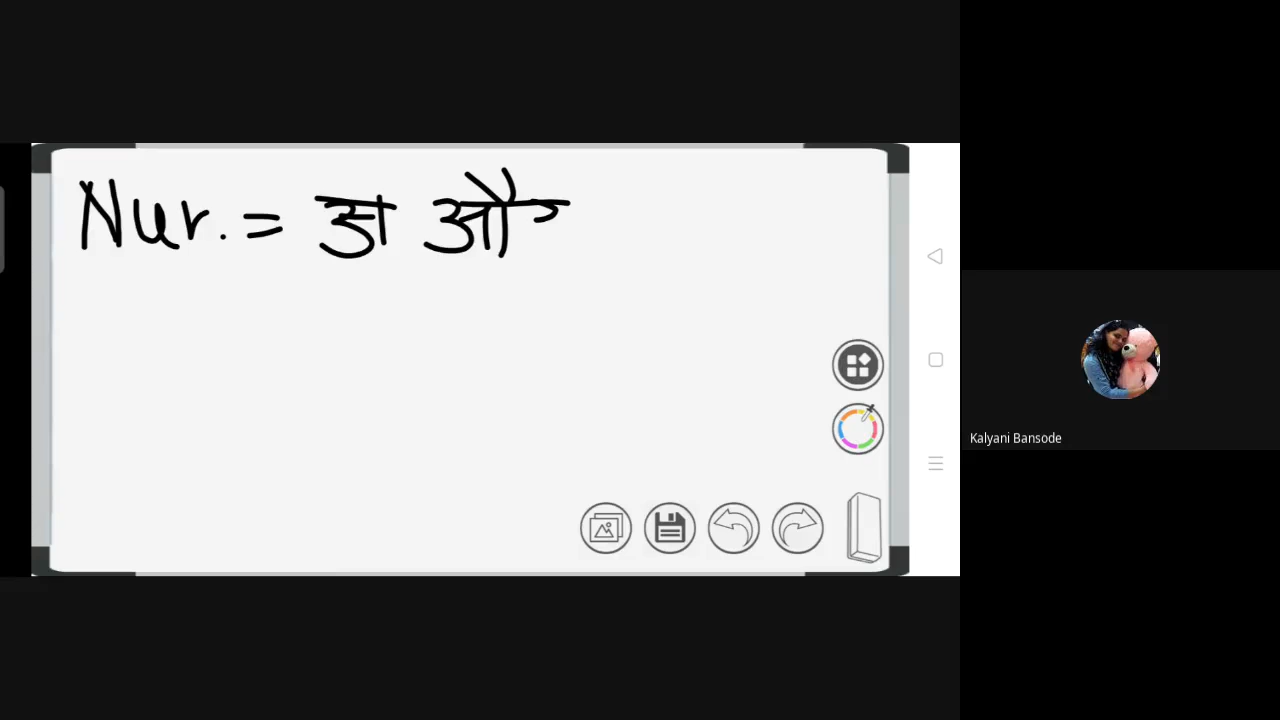 Nur. = अ औ
Kalyani Bansode